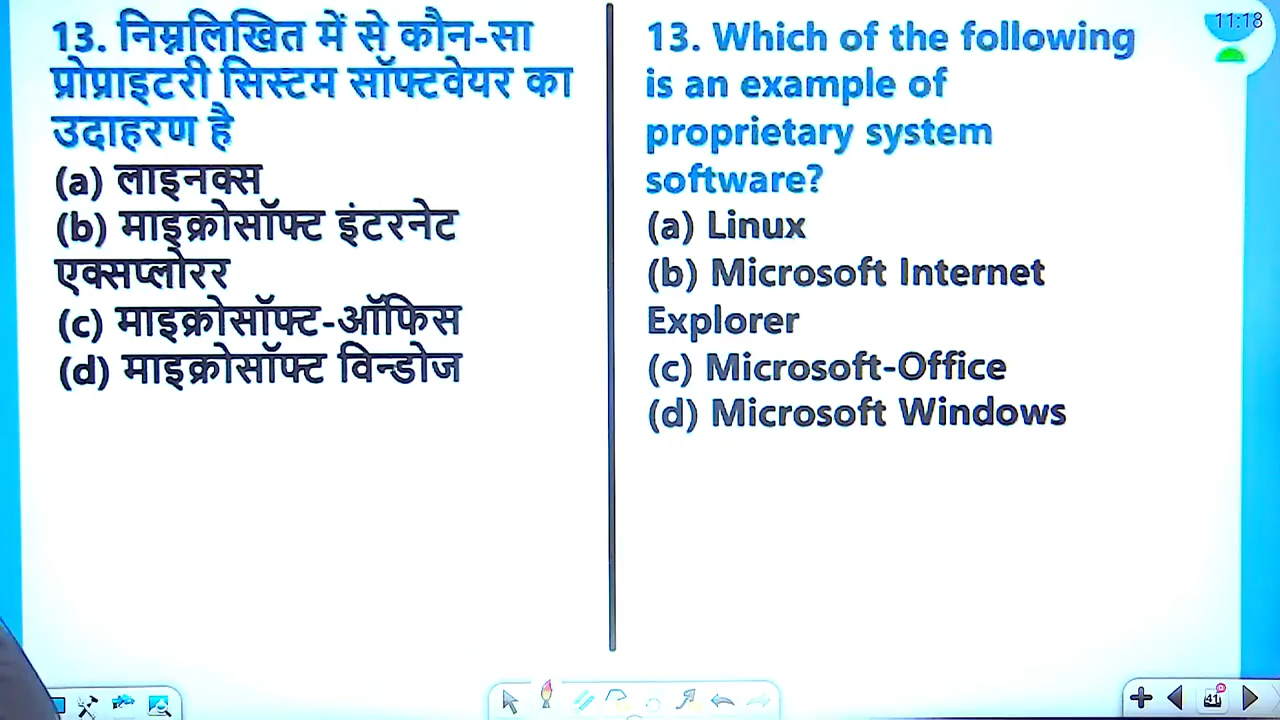 13. निम्नलिखित में से कौन-सा
प्रोप्राइटरी सिस्टम सॉफ्टवेयर का
उदाहरण है
(a) लाइनक्स
(b) माइक्रोसॉफ्ट इंटरनेट
एक्सप्लोरर
(c) माइक्रोसॉफ्ट-ऑफिस
(d) माइक्रोसॉफ्ट विन्डोज
13. Which of the following
is an example of
proprietary system
software?
(a) Linux
(b) Microsoft Internet
Explorer
(c) Microsoft-Office
(d) Microsoft Windows
11:18
41